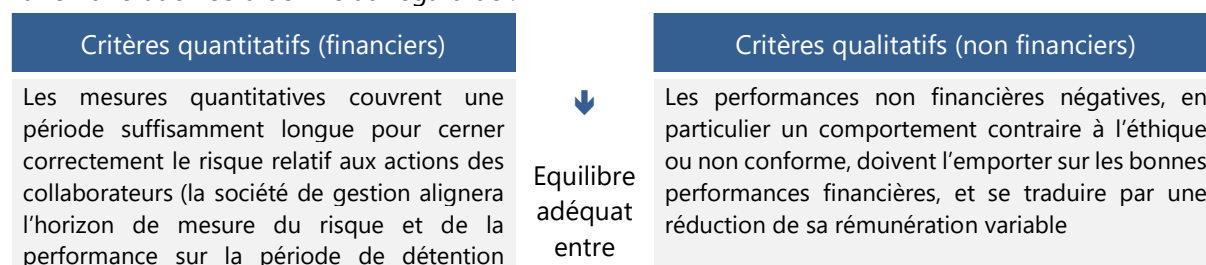 Critères quantitatifs (financiers)
Les mesures quantitatives couvrent une
période suffisamment longue pour cerner
correctement le risque relatif aux actions des
collaborateurs (la société de gestion alignera
l’horizon de mesure du risque et de la
performance sur la période de détention
Equilibre
adéquat
entre
Critères qualitatifs (non financiers)
Les performances non financières négatives, en
particulier un comportement contraire à l’éthique
ou non conforme, doivent l’emporter sur les bonnes
performances financières, et se traduire par une
réduction de sa rémunération variable